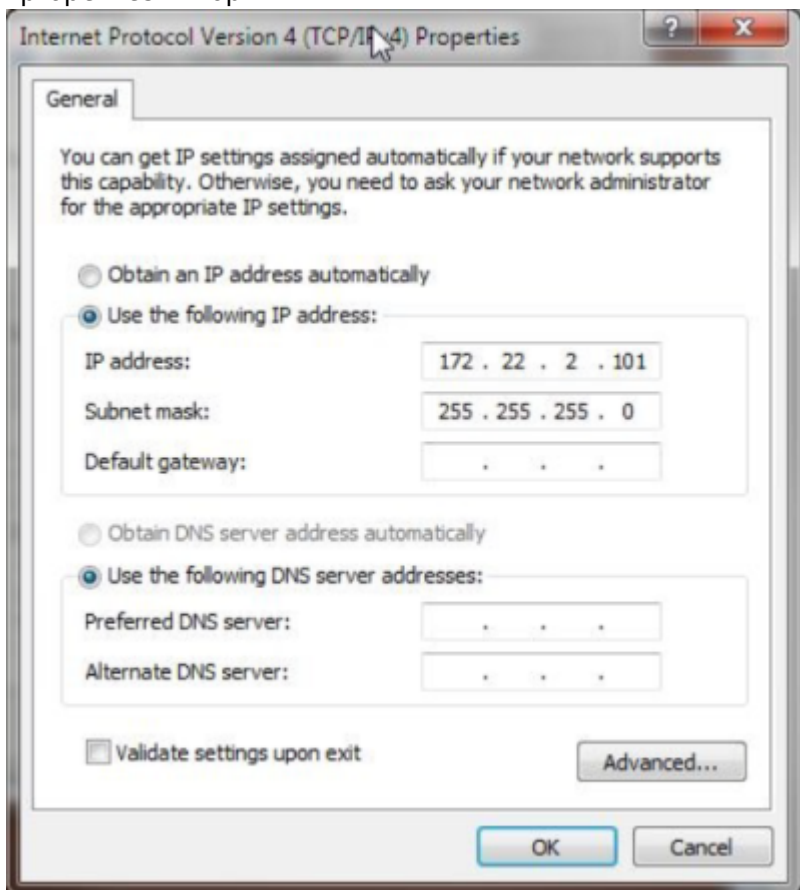 Internet Protocol Version 4 (TCP/IPv4) Properties
General
You can get IP settings assigned automatically if your network supports
this capability. Otherwise, you need to ask your network administrator
for the appropriate IP settings.
Obtain an IP address automatically
Use the following IP address:
IP address: 172 . 22 . 2 . 101
Subnet mask: 255 . 255 . 255 . 0
Default gateway: . . .
Obtain DNS server address automatically
Use the following DNS server addresses:
Preferred DNS server: . . .
Alternate DNS server: . . .
Validate settings upon exit
Advanced...
OK Cancel